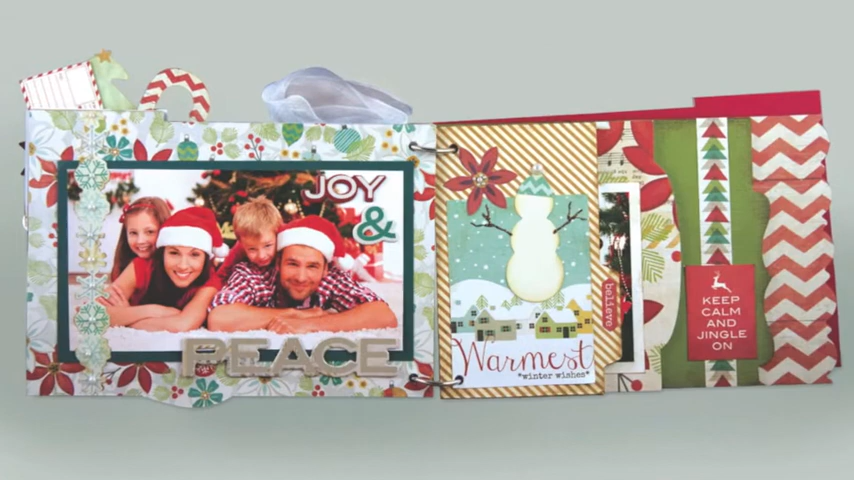 JOY
&
PEACE
Warmest
*winter wishes*
believe
KEEP
CALM
AND
JINGLE
ON